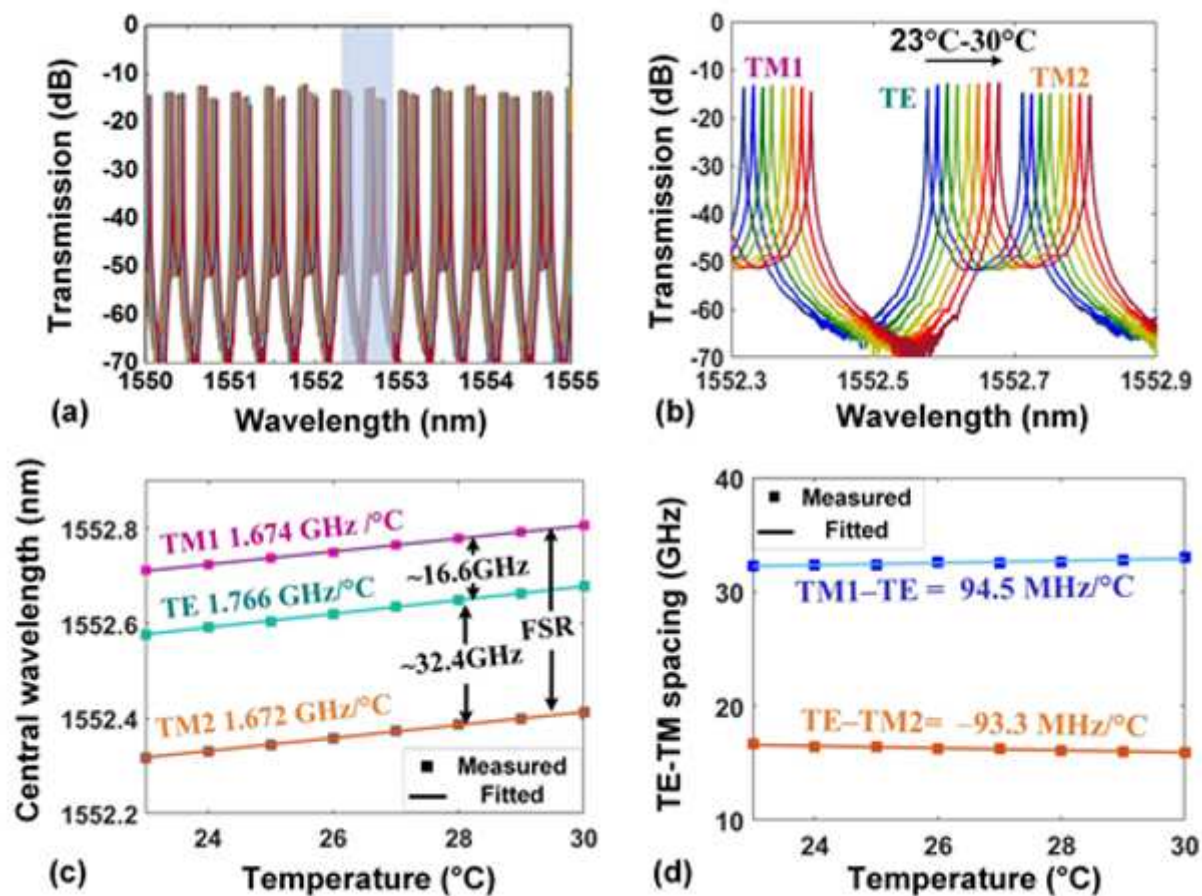 0
-10
-20
-30
-40
-50
-60
-70
Transmission (dB)
1550 1551 1552 1553 1554 1555
Wavelength (nm)
(a)
0
-10
-20
-30
-40
-50
-60
-70
Transmission (dB)
23°C-30°C
TM1
TE
TM2
1552.3 1552.5 1552.7 1552.9
Wavelength (nm)
(b)
1552.8
1552.6
1552.4
1552.2
Central wavelength (nm)
TM1 1.674 GHz /°C
~16.6GHz
TE 1.766 GHz/°C
FSR
~32.4GHz
TM2 1.672 GHz/°C
Measured
Fitted
24 26 28 30
Temperature (°C)
(c)
40
30
20
10
TE-TM spacing (GHz)
Measured
Fitted
TM1–TE = 94.5 MHz/°C
TE–TM2= –93.3 MHz/°C
24 26 28 30
Temperature (°C)
(d)